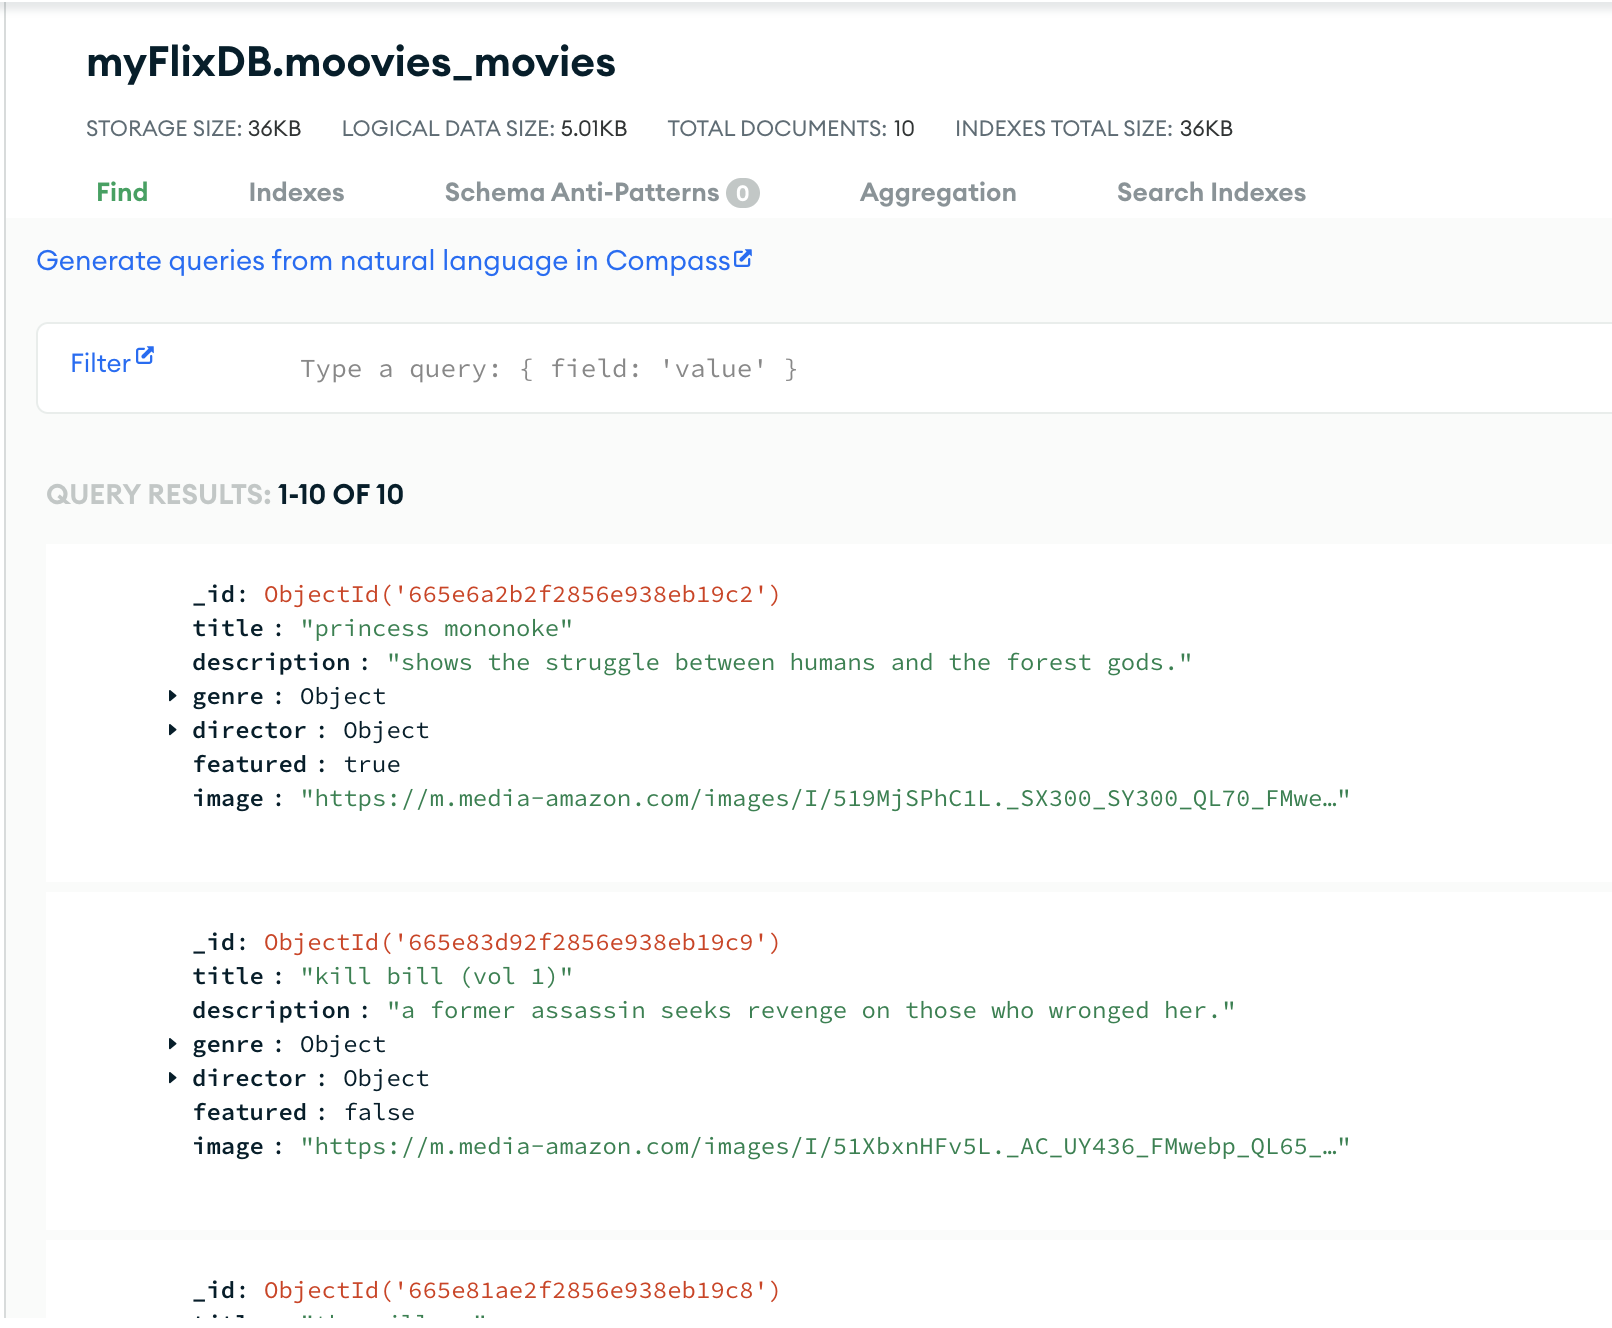 myFlixDB.moovies_movies
STORAGE SIZE: 36KB LOGICAL DATA SIZE: 5.01KB TOTAL DOCUMENTS: 10 INDEXES TOTAL SIZE: 36KB
Find Indexes Schema Anti-Patterns 0 Aggregation Search Indexes
Generate queries from natural language in Compass
Filter Type a query: { field: 'value' }
QUERY RESULTS: 1-10 OF 10
_id: ObjectId('665e6a2b2f2856e938eb19c2')
title : "princess mononoke"
description : "shows the struggle between humans and the forest gods."
genre : Object
director : Object
featured : true
image : "https://m.media-amazon.com/images/I/519MjSPhC1L._SX300_SY300_QL70_FMwe…"
_id: ObjectId('665e83d92f2856e938eb19c9')
title : "kill bill (vol 1)"
description : "a former assassin seeks revenge on those who wronged her."
genre : Object
director : Object
featured : false
image : "https://m.media-amazon.com/images/I/51XbxnHFv5L._AC_UY436_FMwebp_QL65_…"
_id: ObjectId('665e81ae2f2856e938eb19c8')